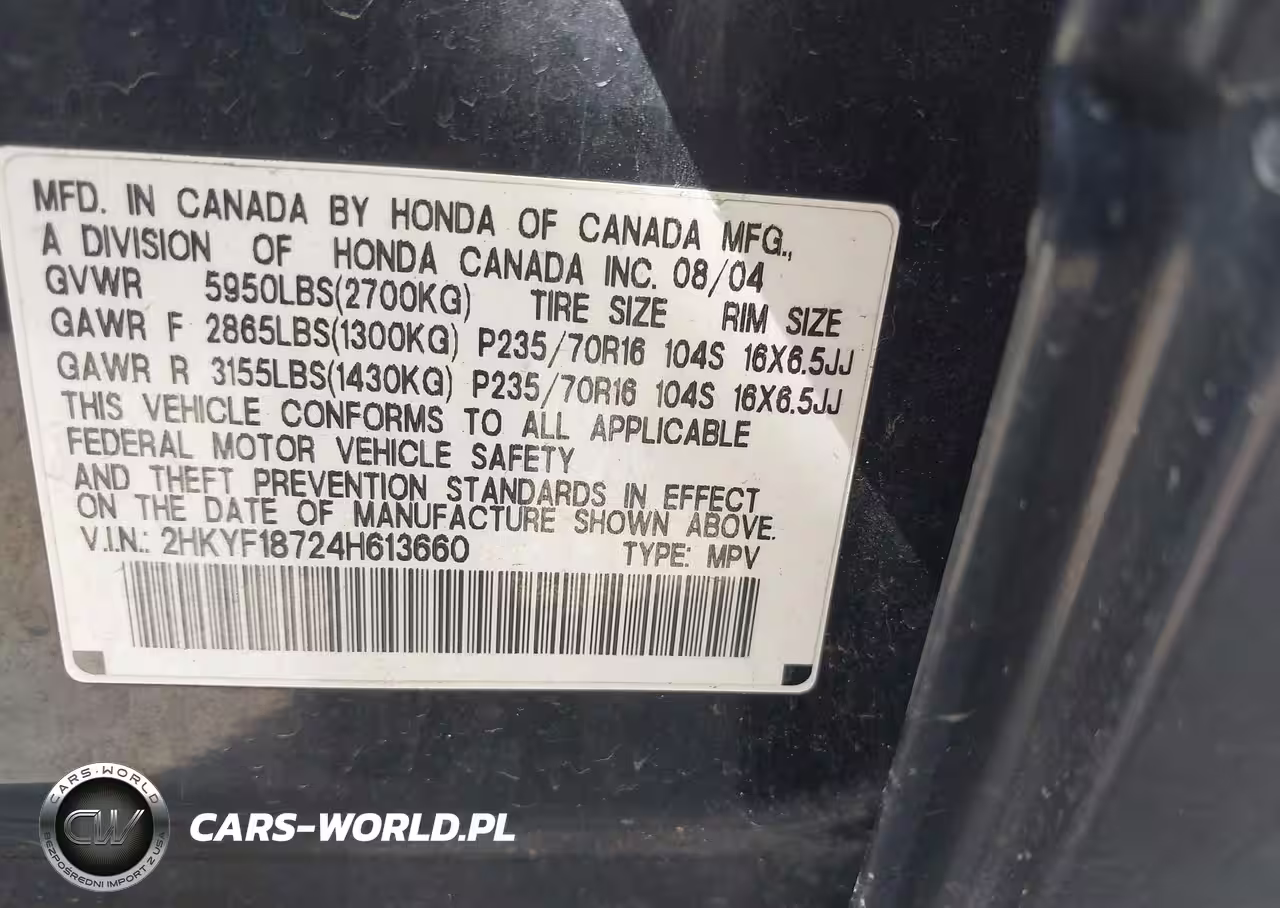 MFD. IN CANADA BY HONDA OF CANADA MFG.,
A DIVISION OF HONDA CANADA INC. 08/04
GVWR 5950LBS(2700KG) TIRE SIZE RIM SIZE
GAWR F 2865LBS(1300KG) P235/70R16 104S 16X6.5JJ
GAWR R 3155LBS(1430KG) P235/70R16 104S 16X6.5JJ
THIS VEHICLE CONFORMS TO ALL APPLICABLE
FEDERAL MOTOR VEHICLE SAFETY
AND THEFT PREVENTION STANDARDS IN EFFECT
ON THE DATE OF MANUFACTURE SHOWN ABOVE.
V.I.N.: 2HKYF18724H613660 TYPE: MPV
CARS-WORLD
CW
BEZPOŚREDNI IMPORT Z USA
CARS-WORLD.PL